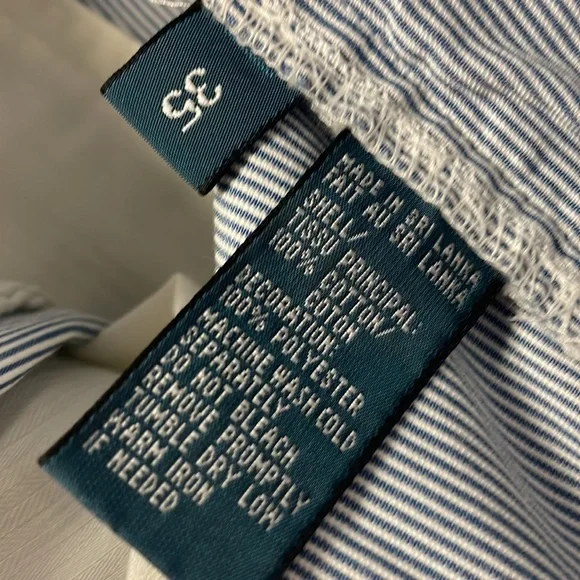 35
MADE IN SRI LANKA
FAIT AU SRI LANKA
SHELL/
TISSU PRINCIPAL:
100% COTTON/
COTON
DECORATION:
100% POLYESTER
MACHINE WASH COLD
SEPARATELY
DO NOT BLEACH
REMOVE PROMPTLY
TUMBLE DRY LOW
WARM IRON
IF NEEDED